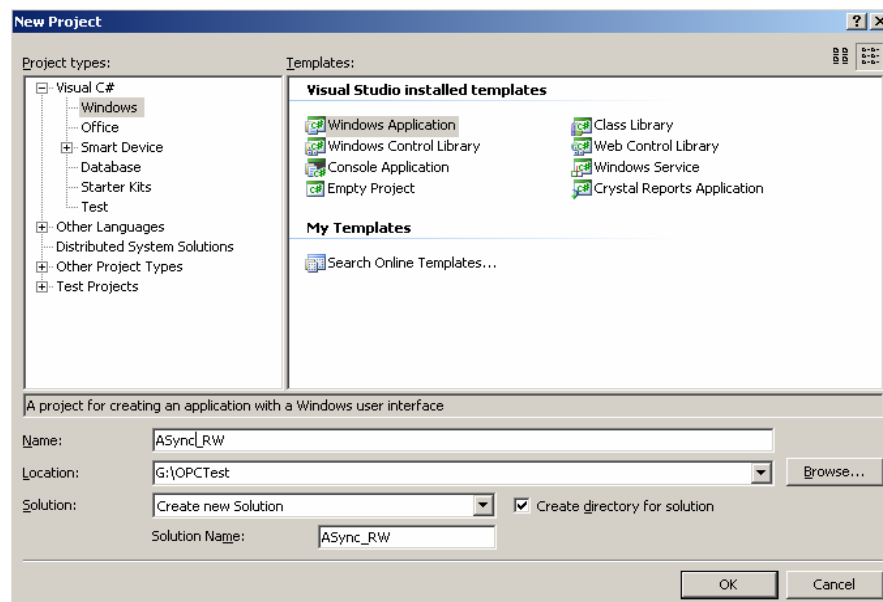 New Project
Project types:
Templates:
Visual C#
Windows
Office
Smart Device
Database
Starter Kits
Test
Other Languages
Distributed System Solutions
Other Project Types
Test Projects
Visual Studio installed templates
Windows Application
Class Library
Windows Control Library
Web Control Library
Console Application
Windows Service
Empty Project
Crystal Reports Application
My Templates
Search Online Templates...
A project for creating an application with a Windows user interface
Name:
ASync_RW
Location:
G:\OPCTest
Browse...
Solution:
Create new Solution
Create directory for solution
Solution Name:
ASync_RW
OK
Cancel